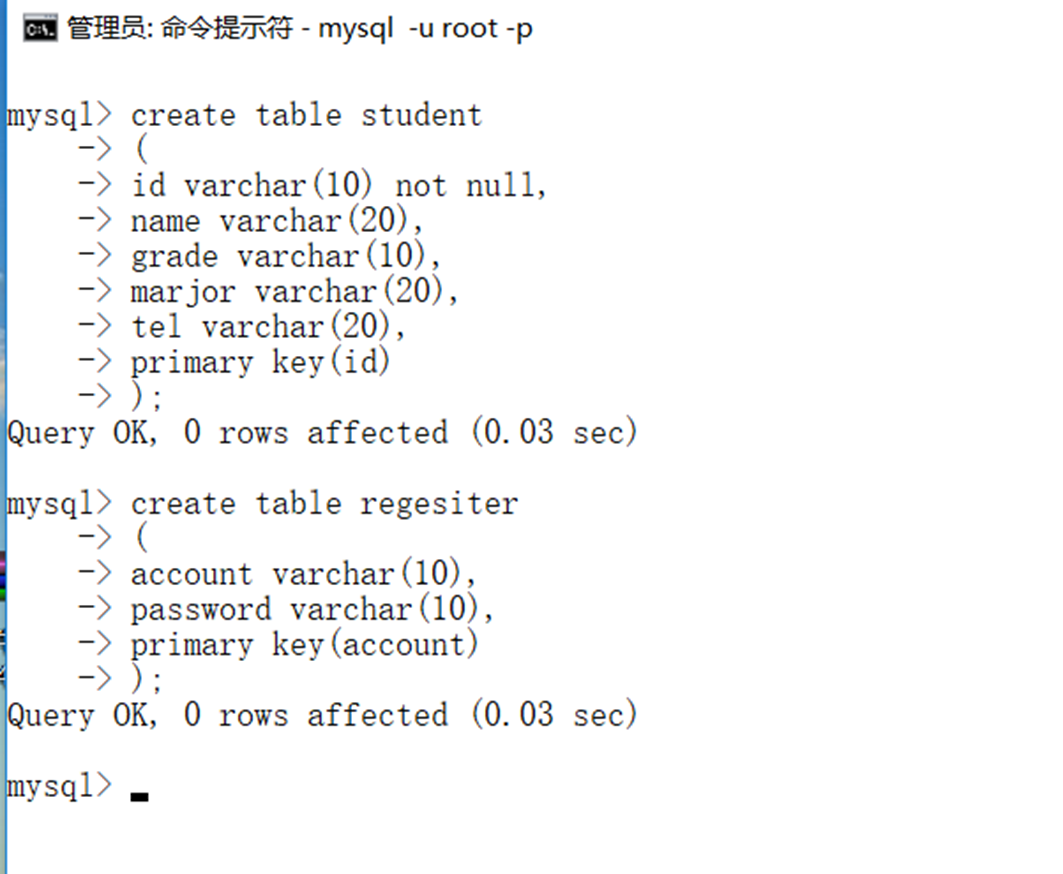 管理员: 命令提示符 - mysql  -u root -p
mysql> create table student
    -> (
    -> id varchar(10) not null,
    -> name varchar(20),
    -> grade varchar(10),
    -> marjor varchar(20),
    -> tel varchar(20),
    -> primary key(id)
    -> );
Query OK, 0 rows affected (0.03 sec)
mysql> create table regesiter
    -> (
    -> account varchar(10),
    -> password varchar(10),
    -> primary key(account)
    -> );
Query OK, 0 rows affected (0.03 sec)
mysql>